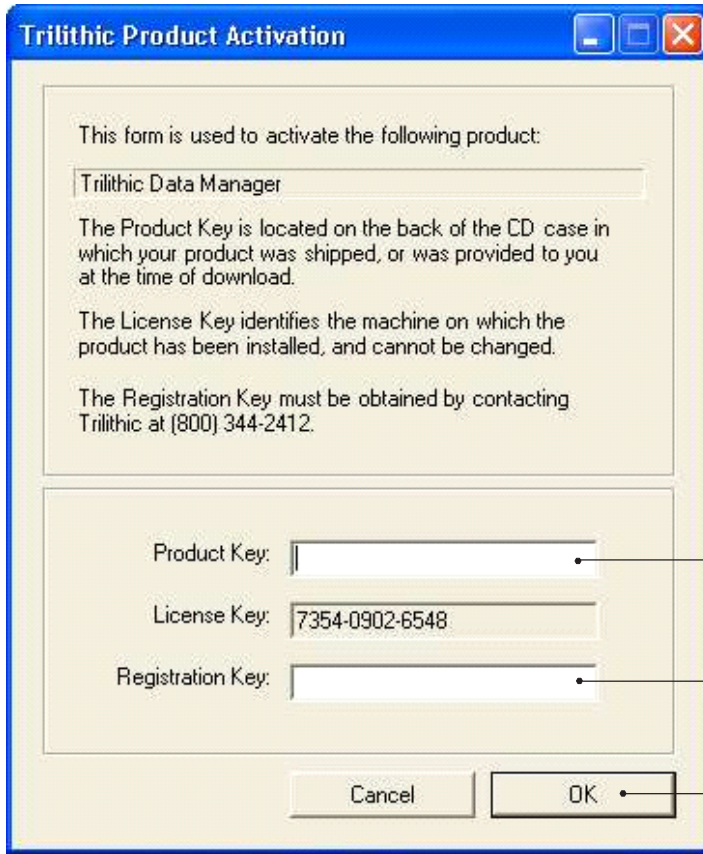 Trilithic Product Activation
This form is used to activate the following product:
Trilithic Data Manager
The Product Key is located on the back of the CD case in
which your product was shipped, or was provided to you
at the time of download.
The License Key identifies the machine on which the
product has been installed, and cannot be changed.
The Registration Key must be obtained by contacting
Trilithic at (800) 344-2412.
Product Key:
License Key: 7354-0902-6548
Registration Key:
Cancel OK